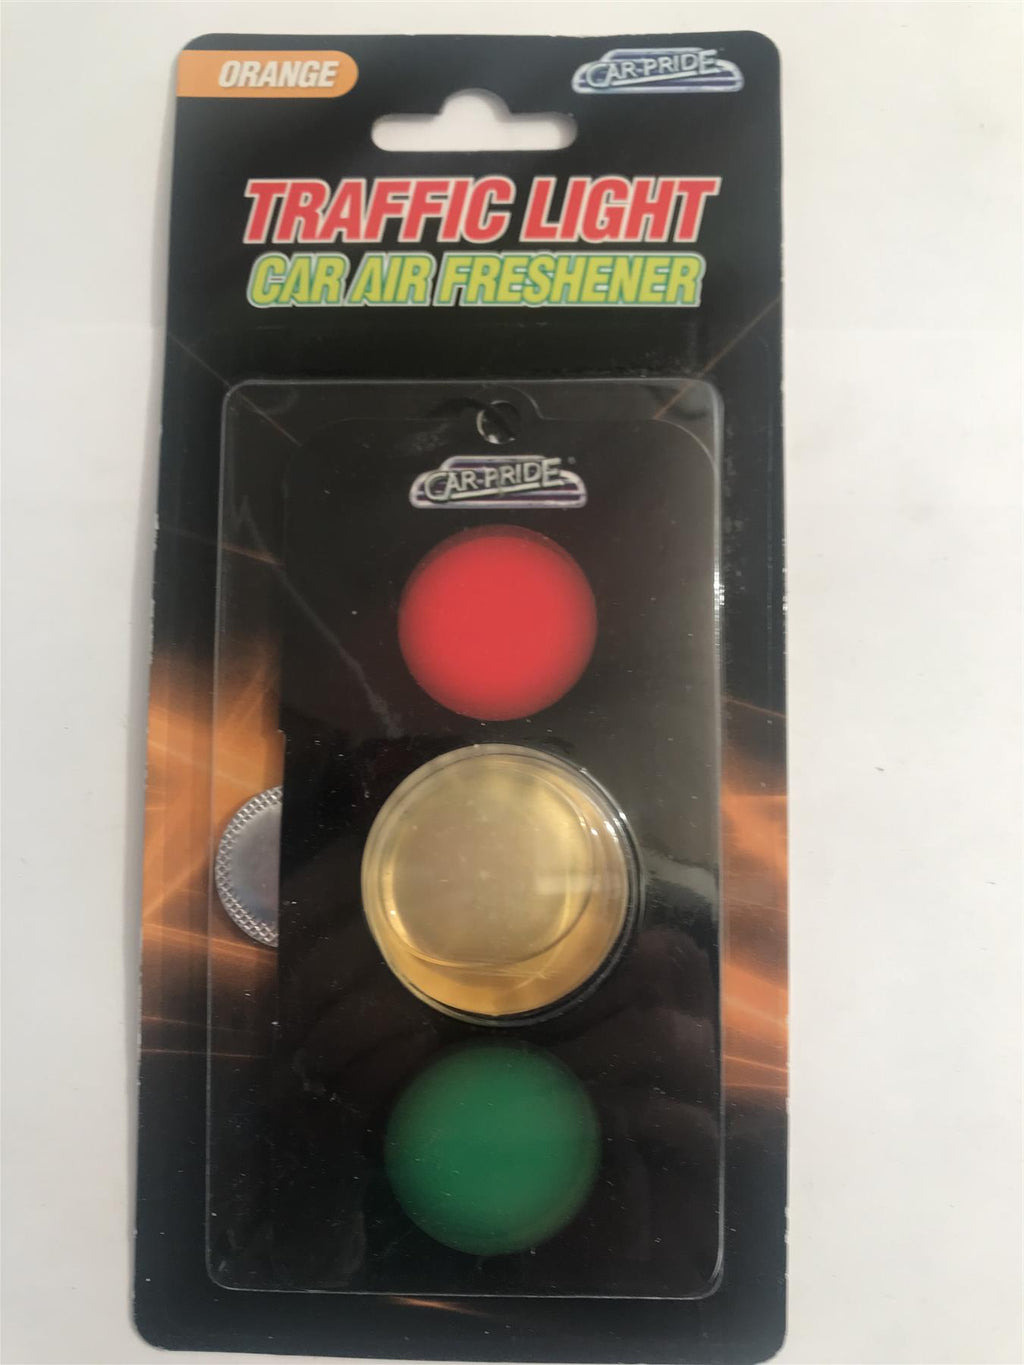 ORANGE
CAR-PRIDE
TRAFFIC LIGHT
CAR AIR FRESHENER
CAR-PRIDE